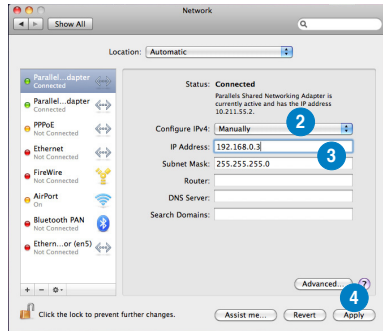 Network
Show All
Location: Automatic
Parallel...dapter
Connected
Parallel...dapter
Connected
PPPoE
Not Connected
Ethernet
Not Connected
FireWire
Not Connected
AirPort
On
Bluetooth PAN
Not Connected
Ethern...or (en5)
Not Connected
Status: Connected
Parallels Shared Networking Adapter is
currently active and has the IP address
10.211.55.2.
2
Configure IPv4: Manually
IP Address: 192.168.0.3
3
Subnet Mask: 255.255.255.0
Router:
DNS Server:
Search Domains:
Advanced... ?
4
Click the lock to prevent further changes.
Assist me... Revert Apply